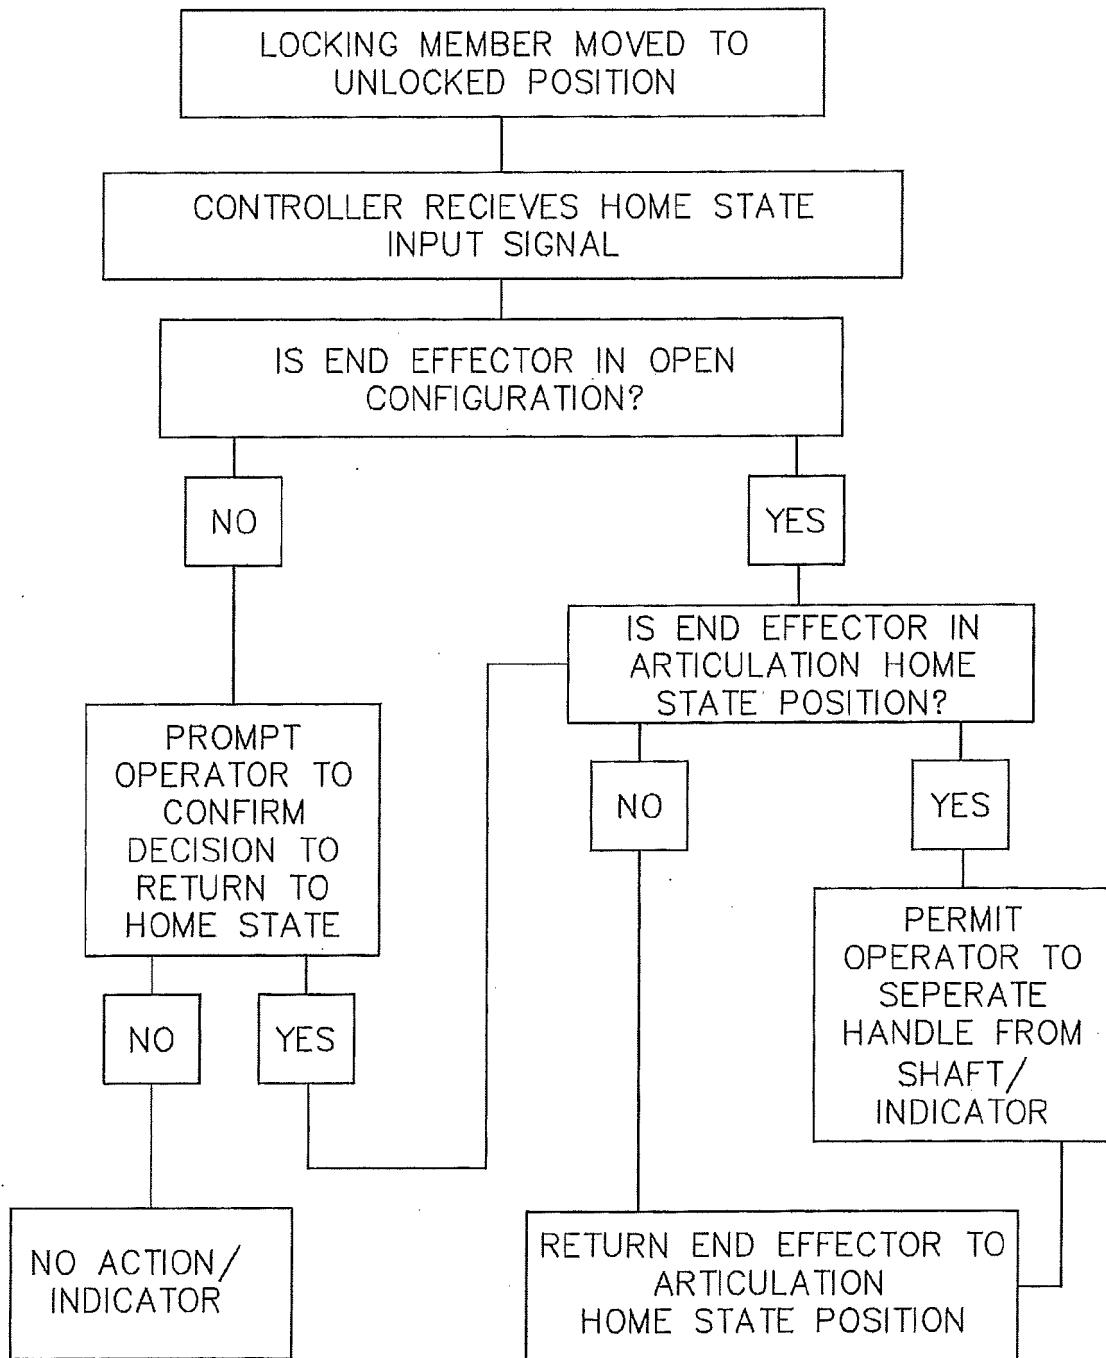 LOCKING MEMBER MOVED TO
UNLOCKED POSITION
CONTROLLER RECIEVES HOME STATE
INPUT SIGNAL
IS END EFFECTOR IN OPEN
CONFIGURATION?
NO
YES
IS END EFFECTOR IN
ARTICULATION HOME
STATE POSITION?
PROMPT
OPERATOR TO
CONFIRM
DECISION TO
RETURN TO
HOME STATE
NO
YES
NO
YES
PERMIT
OPERATOR TO
SEPERATE
HANDLE FROM
SHAFT/
INDICATOR
NO ACTION/
INDICATOR
RETURN END EFFECTOR TO
ARTICULATION
HOME STATE POSITION